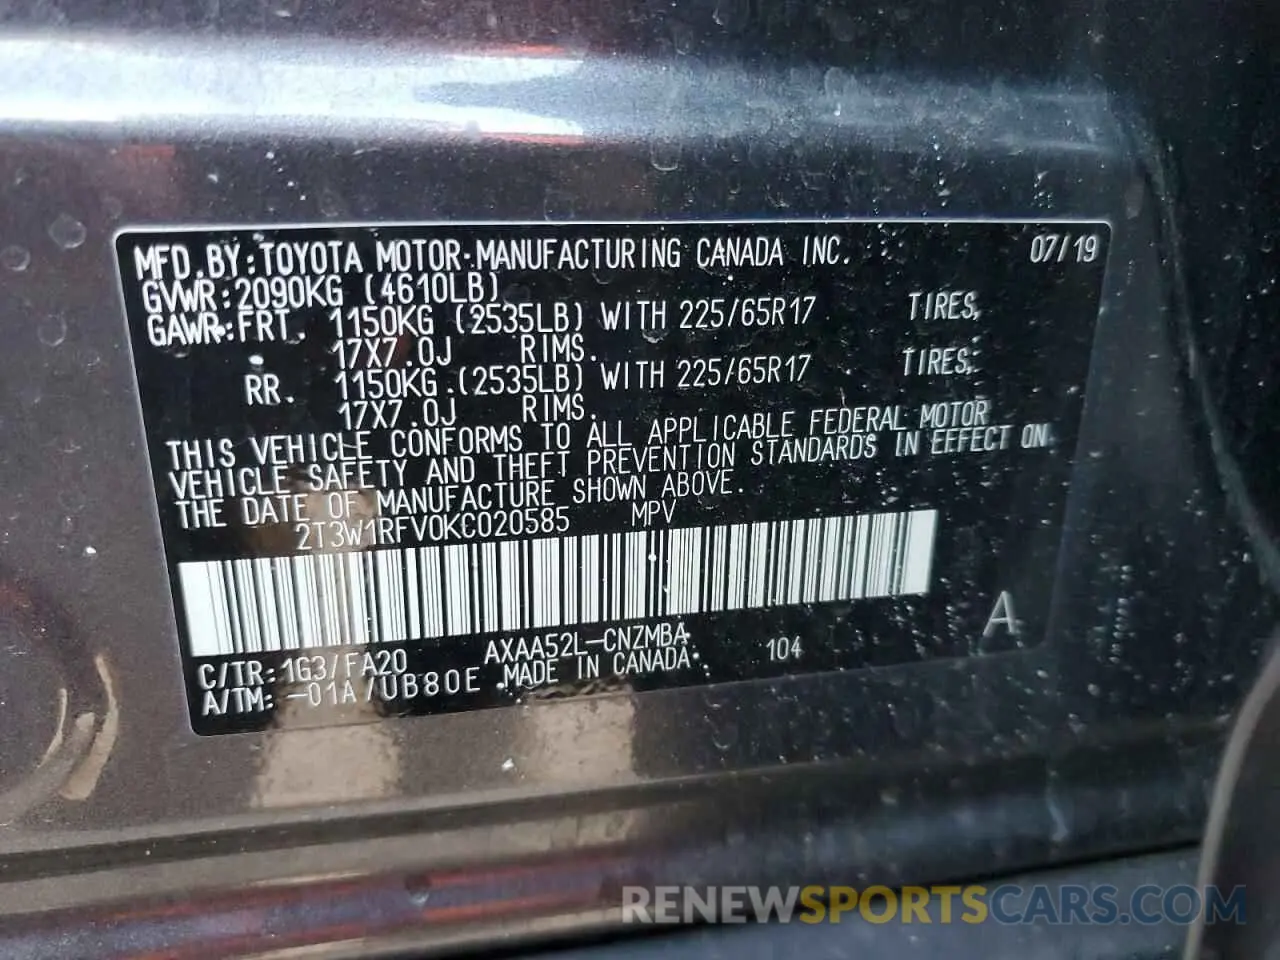 MFD.BY:TOYOTA MOTOR MANUFACTURING CANADA INC. 07/19
GVWR:2090KG (4610LB)
GAWR:FRT. 1150KG (2535LB) WITH 225/65R17 TIRES,
17X7.0J RIMS.
RR. 1150KG (2535LB) WITH 225/65R17 TIRES,
17X7.0J RIMS.
THIS VEHICLE CONFORMS TO ALL APPLICABLE FEDERAL MOTOR
VEHICLE SAFETY AND THEFT PREVENTION STANDARDS IN EFFECT ON
THE DATE OF MANUFACTURE SHOWN ABOVE.
2T3W1RFV0KC020585 MPV
A
C/TR:1G3/FA20 AXAA52L-CNZMBA 104
A/TM:-01A/UB80E MADE IN CANADA
RENEWSPORTSCARS.COM